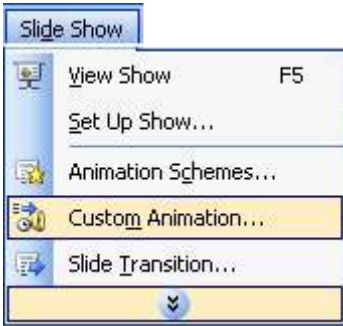 Slide Show
View Show F5
Set Up Show...
Animation Schemes...
Custom Animation...
Slide Transition...